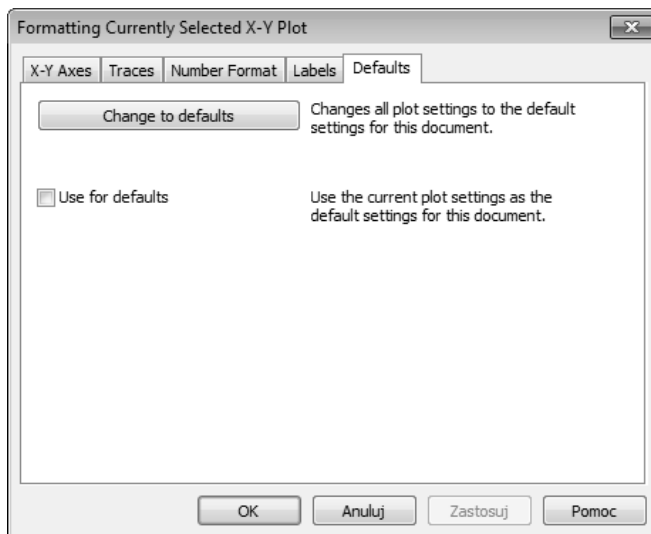 Formatting Currently Selected X-Y Plot
X-Y Axes Traces Number Format Labels Defaults
Change to defaults
Changes all plot settings to the default
settings for this document.
Use for defaults
Use the current plot settings as the
default settings for this document.
OK Anuluj Zastosuj Pomoc